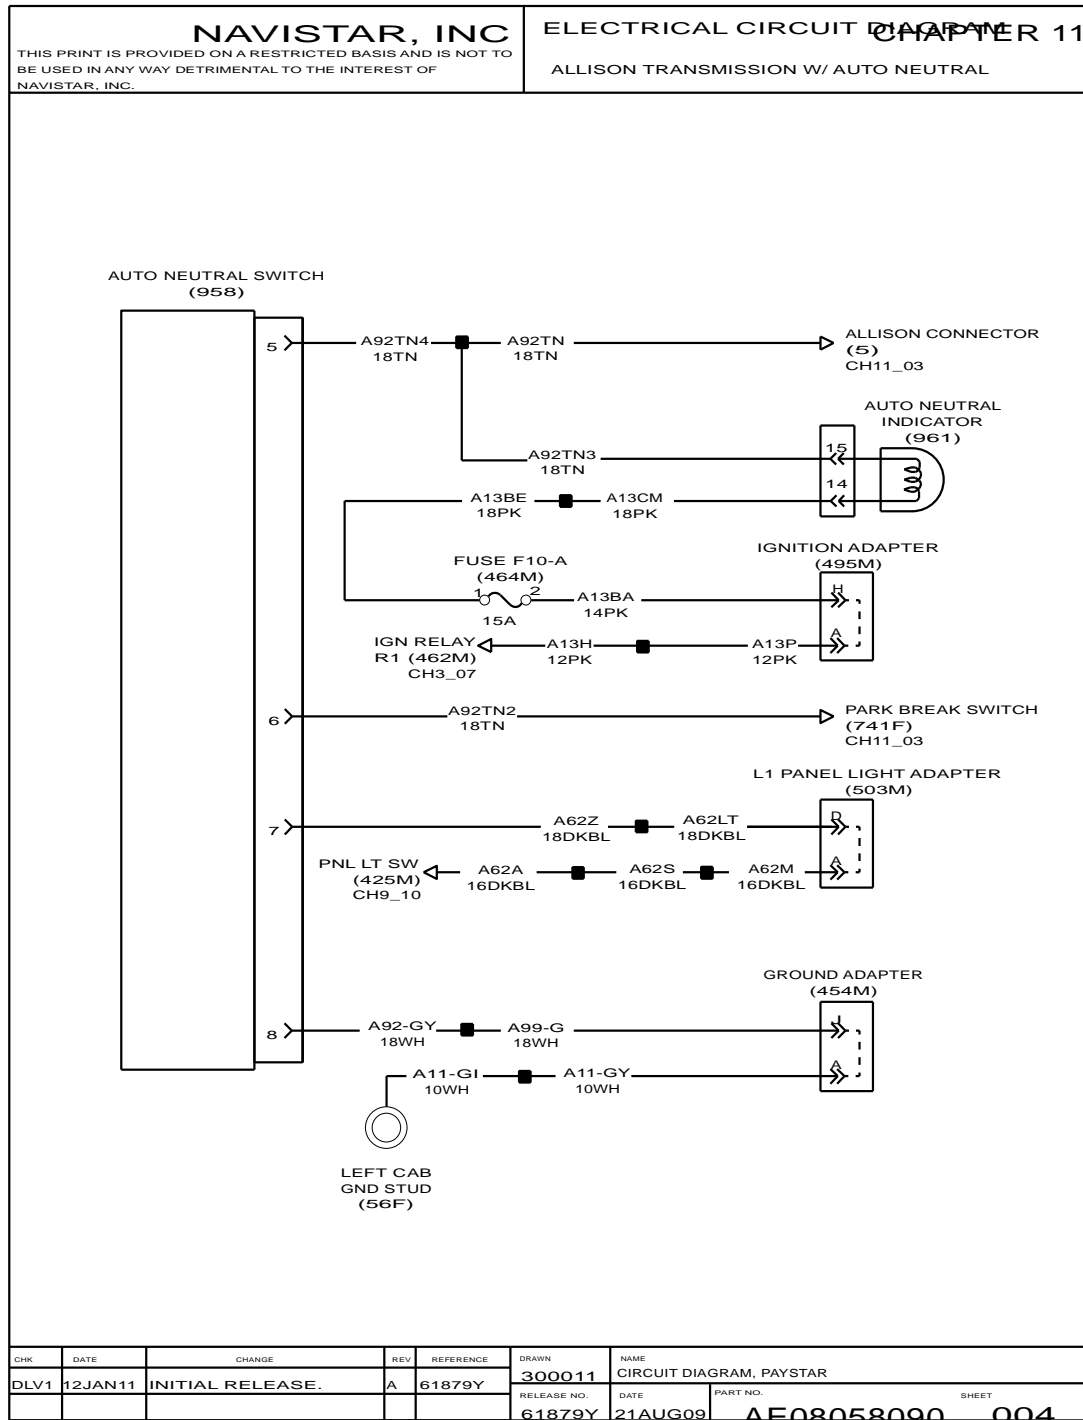 NAVISTAR, INC
THIS PRINT IS PROVIDED ON A RESTRICTED BASIS AND IS NOT TO
BE USED IN ANY WAY DETRIMENTAL TO THE INTEREST OF
NAVISTAR, INC.
ELECTRICAL CIRCUIT DIAGRAM
CHAPTER 11
ALLISON TRANSMISSION W/ AUTO NEUTRAL
AUTO NEUTRAL SWITCH
(958)
5
A92TN4
18TN
A92TN
18TN
ALLISON CONNECTOR
(5)
CH11_03
AUTO NEUTRAL
INDICATOR
(961)
A92TN3
18TN
15
A13BE
18PK
A13CM
18PK
14
FUSE F10-A
(464M)
1
2
15A
A13BA
14PK
IGNITION ADAPTER
(495M)
H
IGN RELAY
R1 (462M)
CH3_07
A13H
12PK
A13P
12PK
A
6
A92TN2
18TN
PARK BREAK SWITCH
(741F)
CH11_03
L1 PANEL LIGHT ADAPTER
(503M)
7
A62Z
18DKBL
A62LT
18DKBL
D
PNL LT SW
(425M)
CH9_10
A62A
16DKBL
A62S
16DKBL
A62M
16DKBL
A
GROUND ADAPTER
(454M)
8
A92-GY
18WH
A99-G
18WH
J
A11-GI
10WH
A11-GY
10WH
A
LEFT CAB
GND STUD
(56F)
CHK DATE CHANGE REV REFERENCE
DLV1 12JAN11 INITIAL RELEASE. A 61879Y
DRAWN
300011
NAME
CIRCUIT DIAGRAM, PAYSTAR
RELEASE NO.
61879Y
DATE
21AUG09
PART NO.
AE08058090
SHEET
004